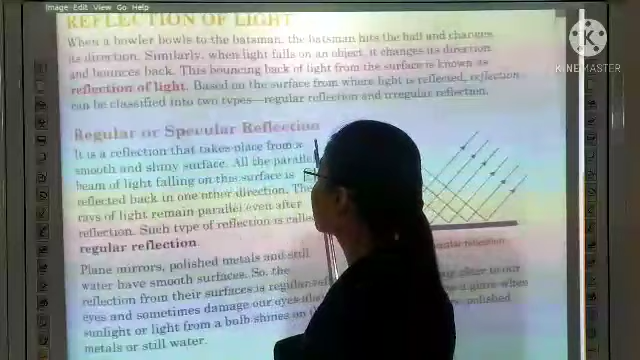 Image Edit Menu
KINEMASTER
REFLECTION OF LIGHT
When a bowler bowls to the batsman, the batsman hits the ball and changes
its direction. Similarly, when light falls on an object, it changes its direction
and bounces back. This bouncing back of light from the surface is known as
reflection of light. Based on the surface from where light is reflected, reflection
can be classified into two types—regular reflection and irregular reflection.
Regular or Specular Reflection
It is a reflection that takes place from a
smooth and shiny surface. All the
beam of light falling on this surface is
reflected back in one other direction.
rays of light remain parallel even after
reflection. Such type of reflection is
regular reflection.
reflection
Plane mirrors, polished metals and still
water have smooth surfaces. So, the to our
reflection from their surfaces is a glare when
eyes and sometimes damage our eyes polished
sunlight or light from a bulb shines on
metals or still water.